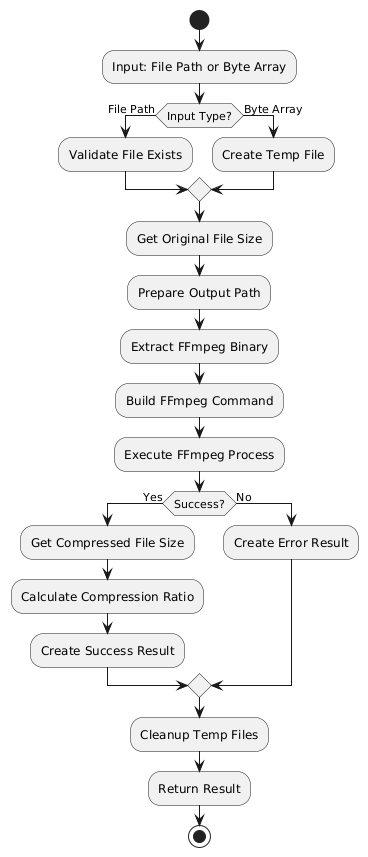 Input: File Path or Byte Array
File Path
Input Type?
Byte Array
Validate File Exists
Create Temp File
Get Original File Size
Prepare Output Path
Extract FFmpeg Binary
Build FFmpeg Command
Execute FFmpeg Process
Yes
Success?
No
Get Compressed File Size
Create Error Result
Calculate Compression Ratio
Create Success Result
Cleanup Temp Files
Return Result